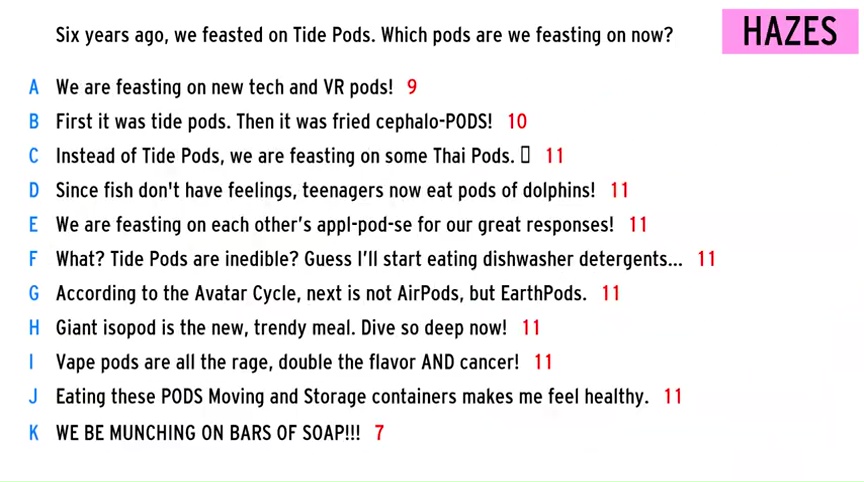 Six years ago, we feasted on Tide Pods. Which pods are we feasting on now?
HAZES
A We are feasting on new tech and VR pods! 9
B First it was tide pods. Then it was fried cephalo-PODS! 10
C Instead of Tide Pods, we are feasting on some Thai Pods. 11
D Since fish don't have feelings, teenagers now eat pods of dolphins! 11
E We are feasting on each other’s appl-pod-se for our great responses! 11
F What? Tide Pods are inedible? Guess I’ll start eating dishwasher detergents... 11
G According to the Avatar Cycle, next is not AirPods, but EarthPods. 11
H Giant isopod is the new, trendy meal. Dive so deep now! 11
I Vape pods are all the rage, double the flavor AND cancer! 11
J Eating these PODS Moving and Storage containers makes me feel healthy. 11
K WE BE MUNCHING ON BARS OF SOAP!!! 7